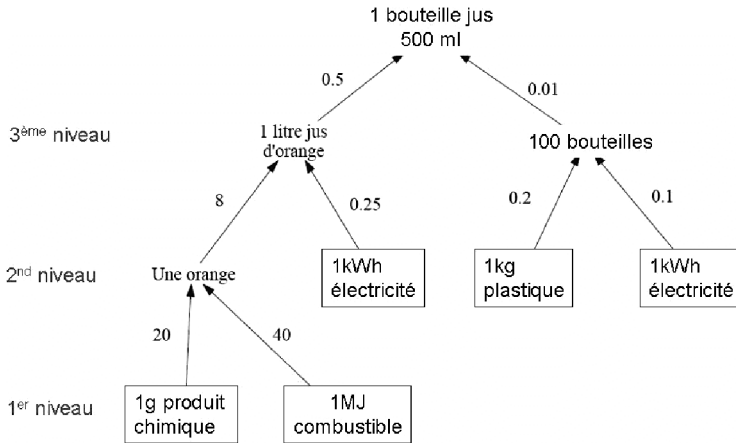 1 bouteille jus
500 ml
0.5
0.01
3ème niveau
1 litre jus
d'orange
100 bouteilles
8
0.25
0.2
0.1
2nd niveau
Une orange
1kWh
électricité
1kg
plastique
1kWh
électricité
20
40
1er niveau
1g produit
chimique
1MJ
combustible